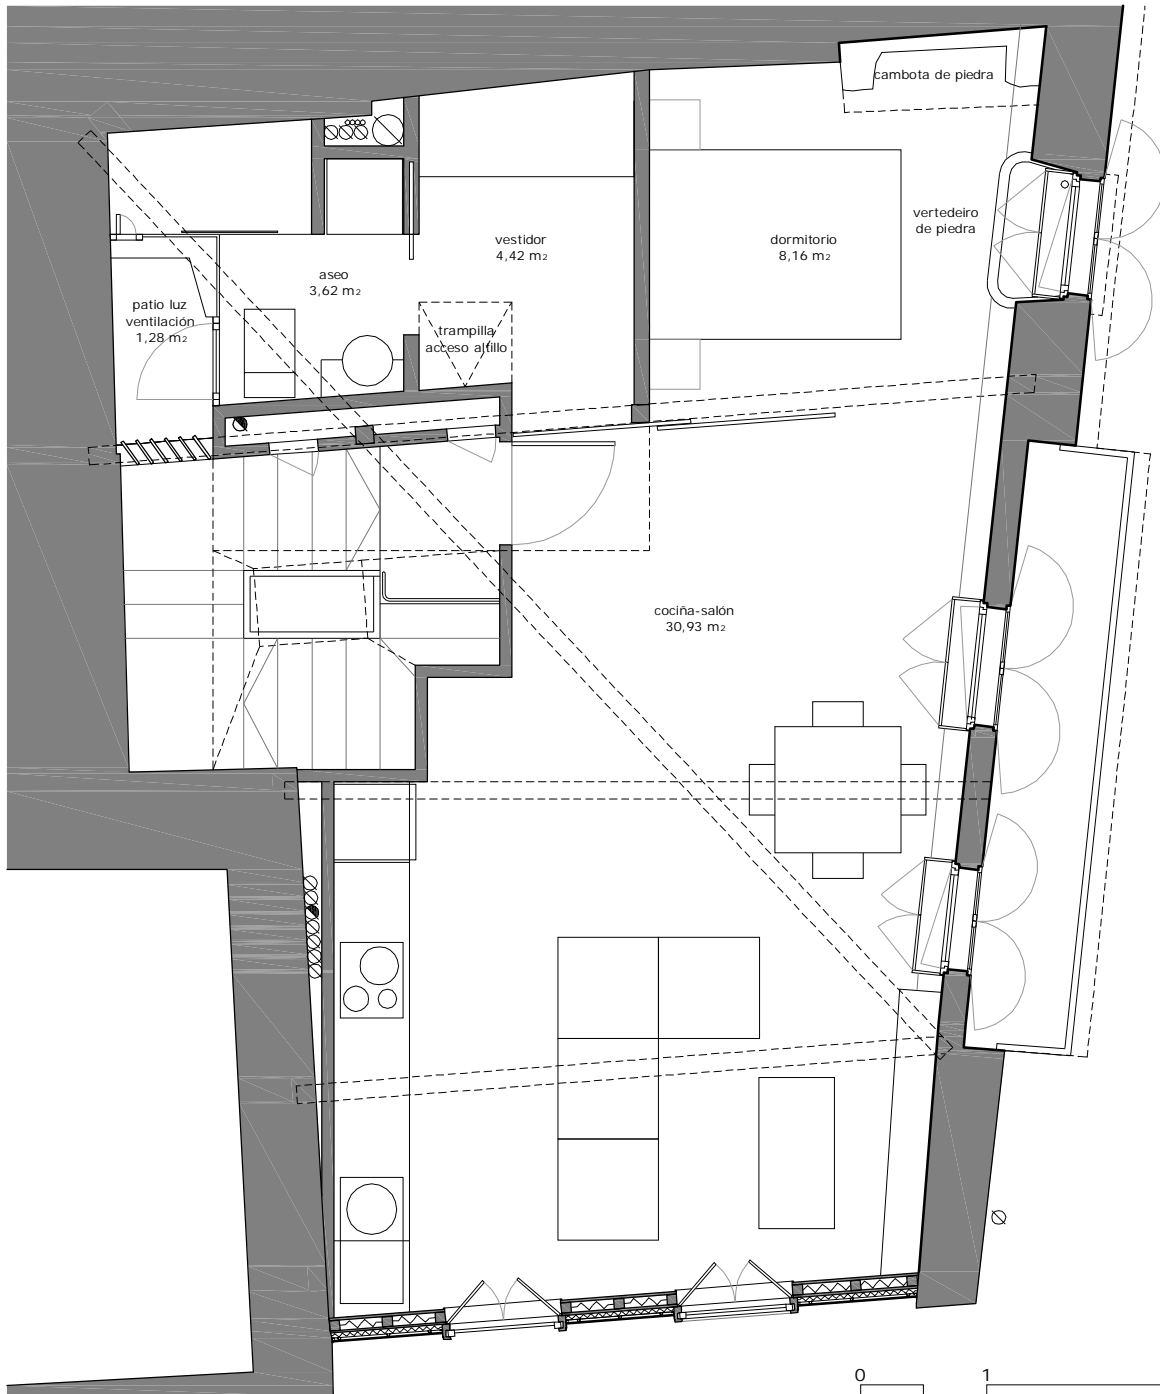 cambota de piedra
vertedeiro
de piedra
vestidor
4,42 m2
dormitorio
8,16 m2
aseo
3,62 m2
patio luz
ventilación
1,28 m2
trampilla
acceso altillo
cociña-salón
30,93 m2
0 1